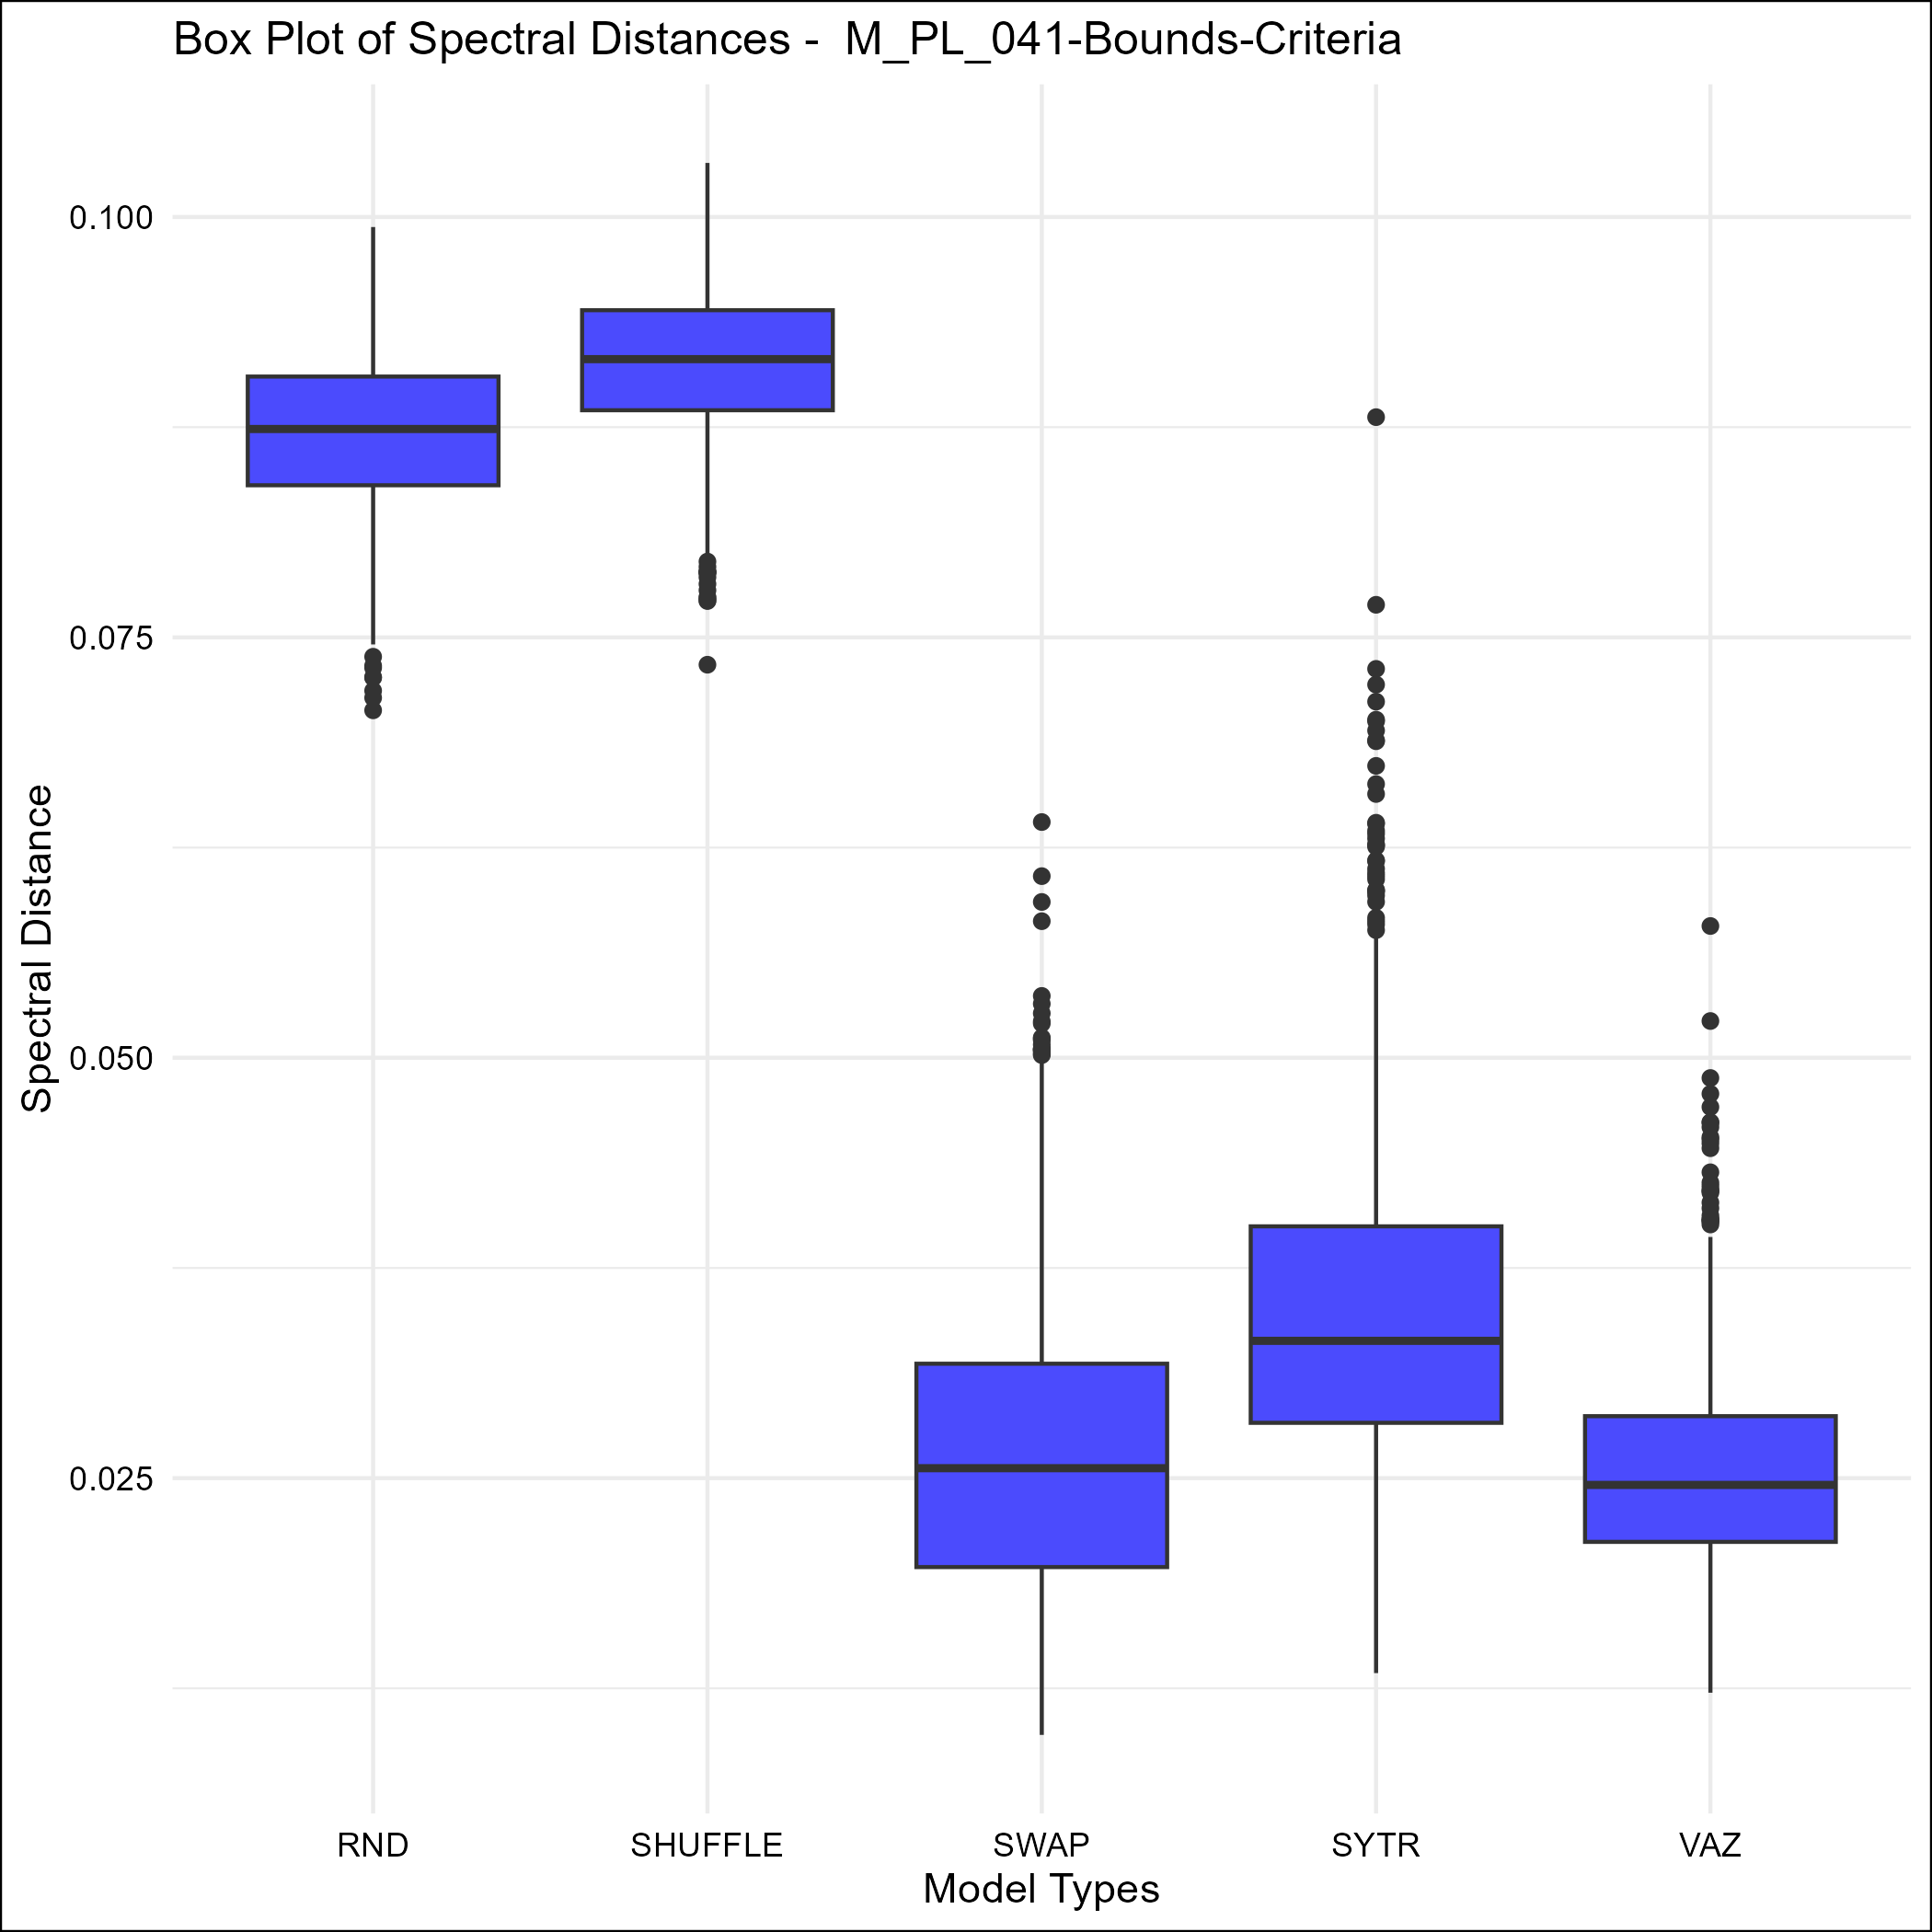 Box Plot of Spectral Distances -  M_PL_041-Bounds-Criteria
Spectral Distance
0.100
0.075
0.050
0.025
RND
SHUFFLE
SWAP
SYTR
VAZ
Model Types